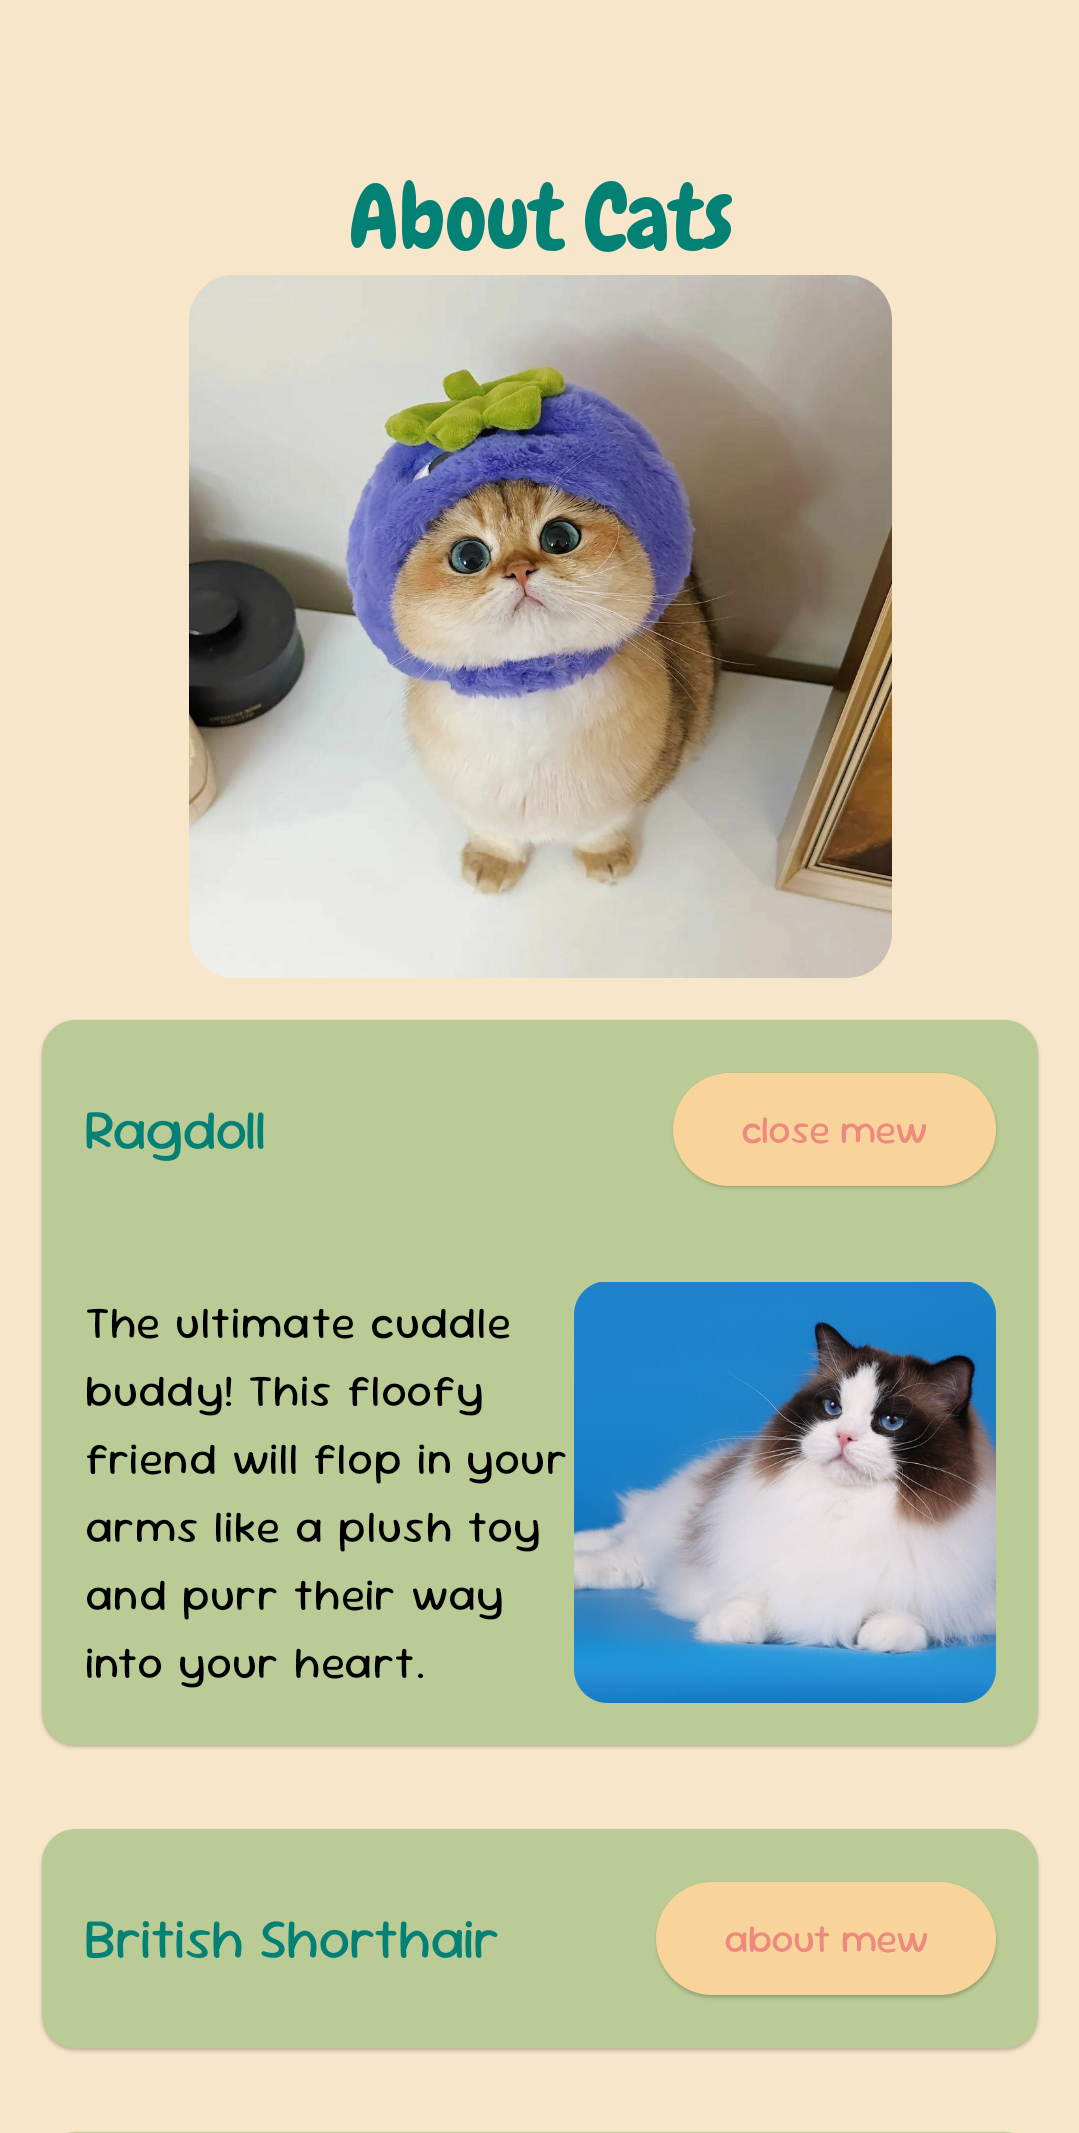 About Cats
Ragdoll
close mew
The ultimate cuddle
buddy! This floofy
friend will flop in your
arms like a plush toy
and purr their way
into your heart.
British Shorthair
about mew